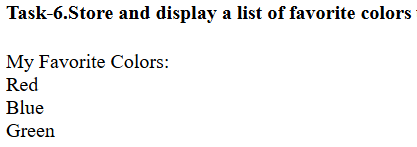 Task-6.Store and display a list of favorite colors
My Favorite Colors:
Red
Blue
Green